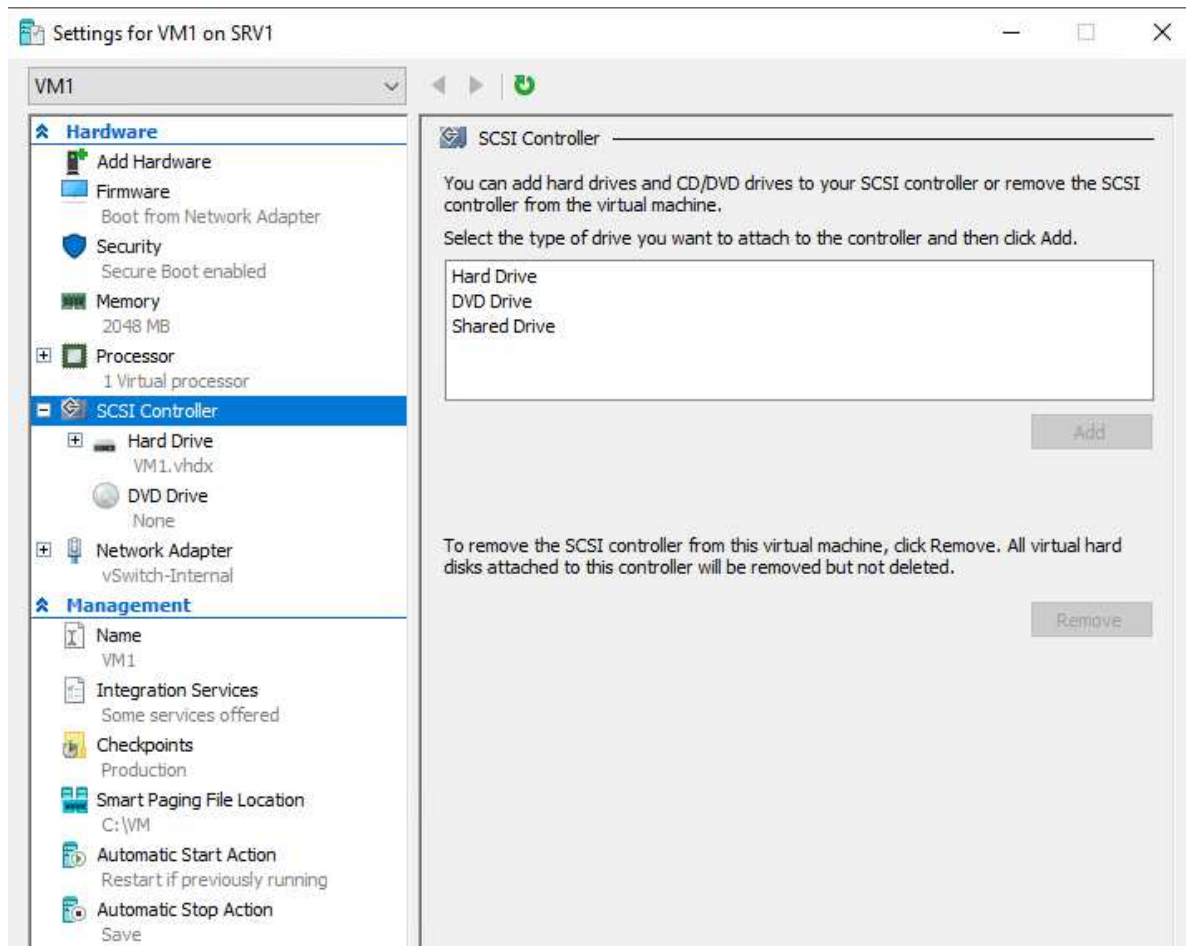 Settings for VM1 on SRV1
VM1
Hardware
Add Hardware
Firmware
Boot from Network Adapter
Security
Secure Boot enabled
Memory
2048 MB
Processor
1 Virtual processor
SCSI Controller
Hard Drive
VM1.vhdx
DVD Drive
None
Network Adapter
vSwitch-Internal
Management
Name
VM1
Integration Services
Some services offered
Checkpoints
Production
Smart Paging File Location
C:\VM
Automatic Start Action
Restart if previously running
Automatic Stop Action
Save
SCSI Controller
You can add hard drives and CD/DVD drives to your SCSI controller or remove the SCSI
controller from the virtual machine.
Select the type of drive you want to attach to the controller and then click Add.
Hard Drive
DVD Drive
Shared Drive
Add
To remove the SCSI controller from this virtual machine, click Remove. All virtual hard
disks attached to this controller will be removed but not deleted.
Remove